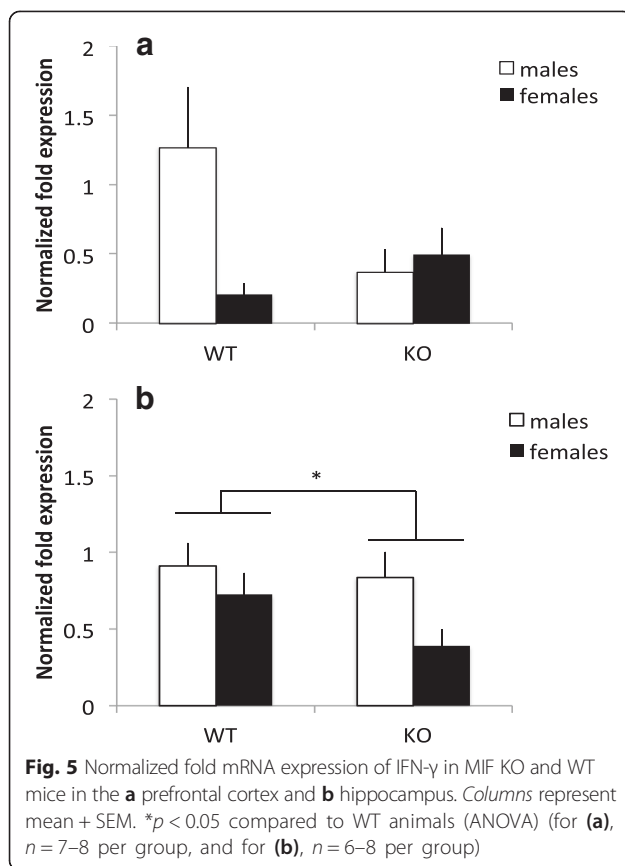 a
2
1.5
1
0.5
0
Normalized fold expression
males
females
WT KO
b
2
1.5
1
0.5
0
Normalized fold expression
males
females
*
WT KO
Fig. 5 Normalized fold mRNA expression of IFN-γ in MIF KO and WT
mice in the a prefrontal cortex and b hippocampus. Columns represent
mean + SEM. *p < 0.05 compared to WT animals (ANOVA) (for (a),
n = 7–8 per group, and for (b), n = 6–8 per group)